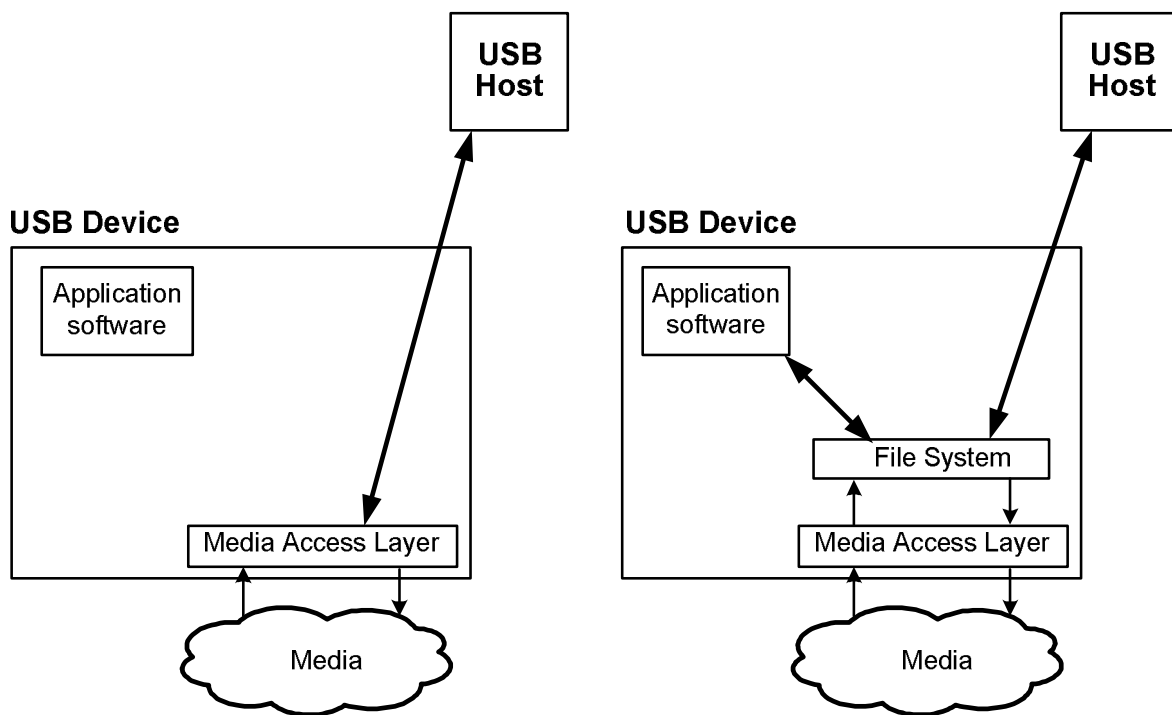 USB
Host
USB Device
Application
software
Media Access Layer
Media
USB
Host
USB Device
Application
software
File System
Media Access Layer
Media